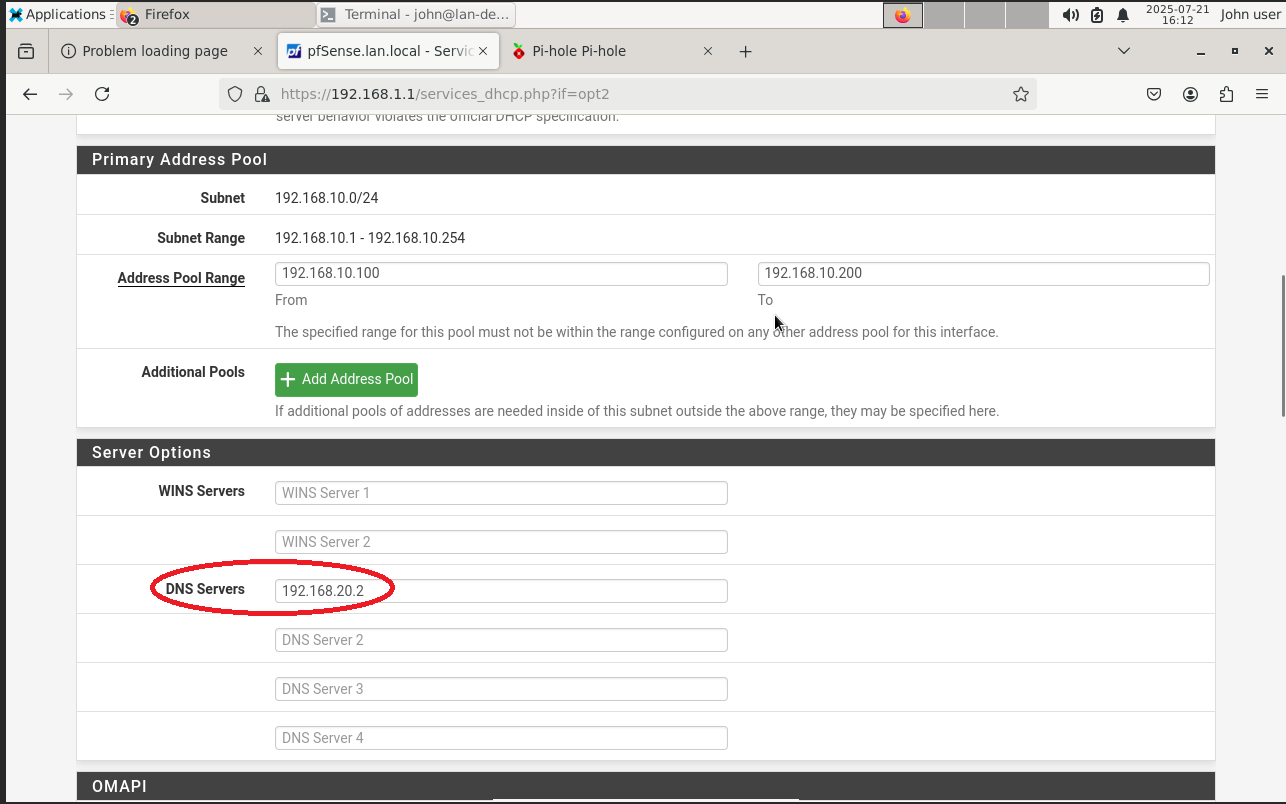 Applications
Firefox
2
Terminal - john@lan-de...
2025-07-21
16:12
John user
Problem loading page
pfSense.lan.local - Servic
Pi-hole Pi-hole
https://192.168.1.1/services_dhcp.php?if=opt2
server behavior violates the official DHCP specification.
Primary Address Pool
Subnet 192.168.10.0/24
Subnet Range 192.168.10.1 - 192.168.10.254
Address Pool Range 192.168.10.100 192.168.10.200
From To
The specified range for this pool must not be within the range configured on any other address pool for this interface.
Additional Pools + Add Address Pool
If additional pools of addresses are needed inside of this subnet outside the above range, they may be specified here.
Server Options
WINS Servers WINS Server 1
WINS Server 2
DNS Servers 192.168.20.2
DNS Server 2
DNS Server 3
DNS Server 4
OMAPI